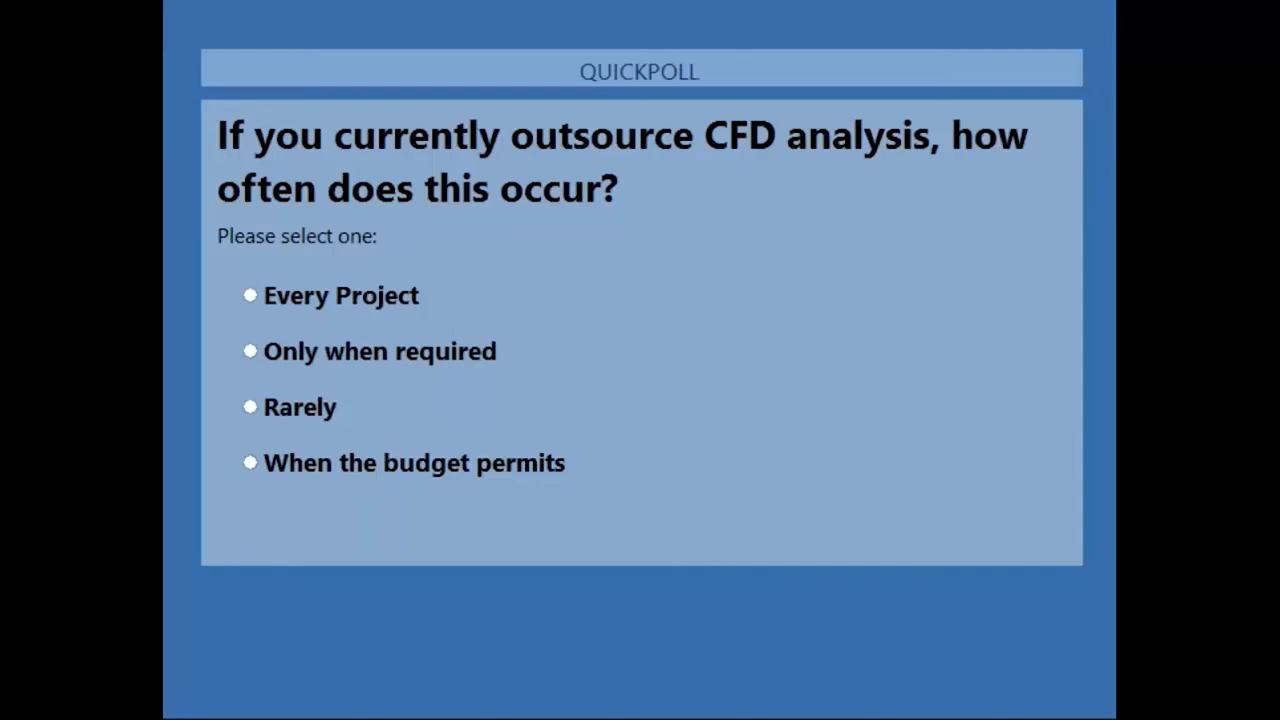 QUICKPOLL
If you currently outsource CFD analysis, how
often does this occur?
Please select one:
Every Project
Only when required
Rarely
When the budget permits